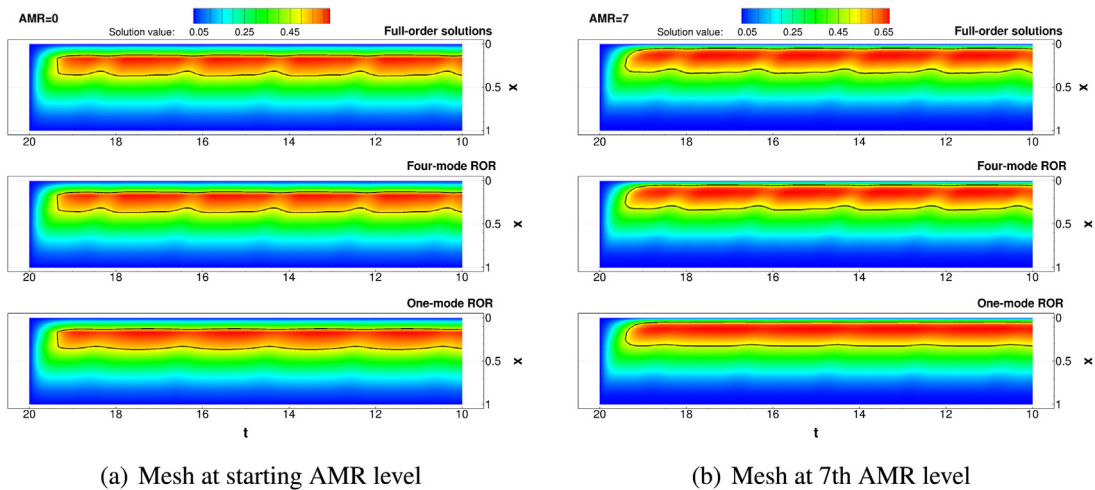 AMR=0
Solution value: 0.05 0.25 0.45
Full-order solutions
0
0.5
1
x
20 18 16 14 12 10
Four-mode ROR
0
0.5
1
x
20 18 16 14 12 10
One-mode ROR
0
0.5
1
x
20 18 16 14 12 10
t
(a) Mesh at starting AMR level
AMR=7
Solution value: 0.05 0.25 0.45 0.65
Full-order solutions
0
0.5
1
x
20 18 16 14 12 10
Four-mode ROR
0
0.5
1
x
20 18 16 14 12 10
One-mode ROR
0
0.5
1
x
20 18 16 14 12 10
t
(b) Mesh at 7th AMR level